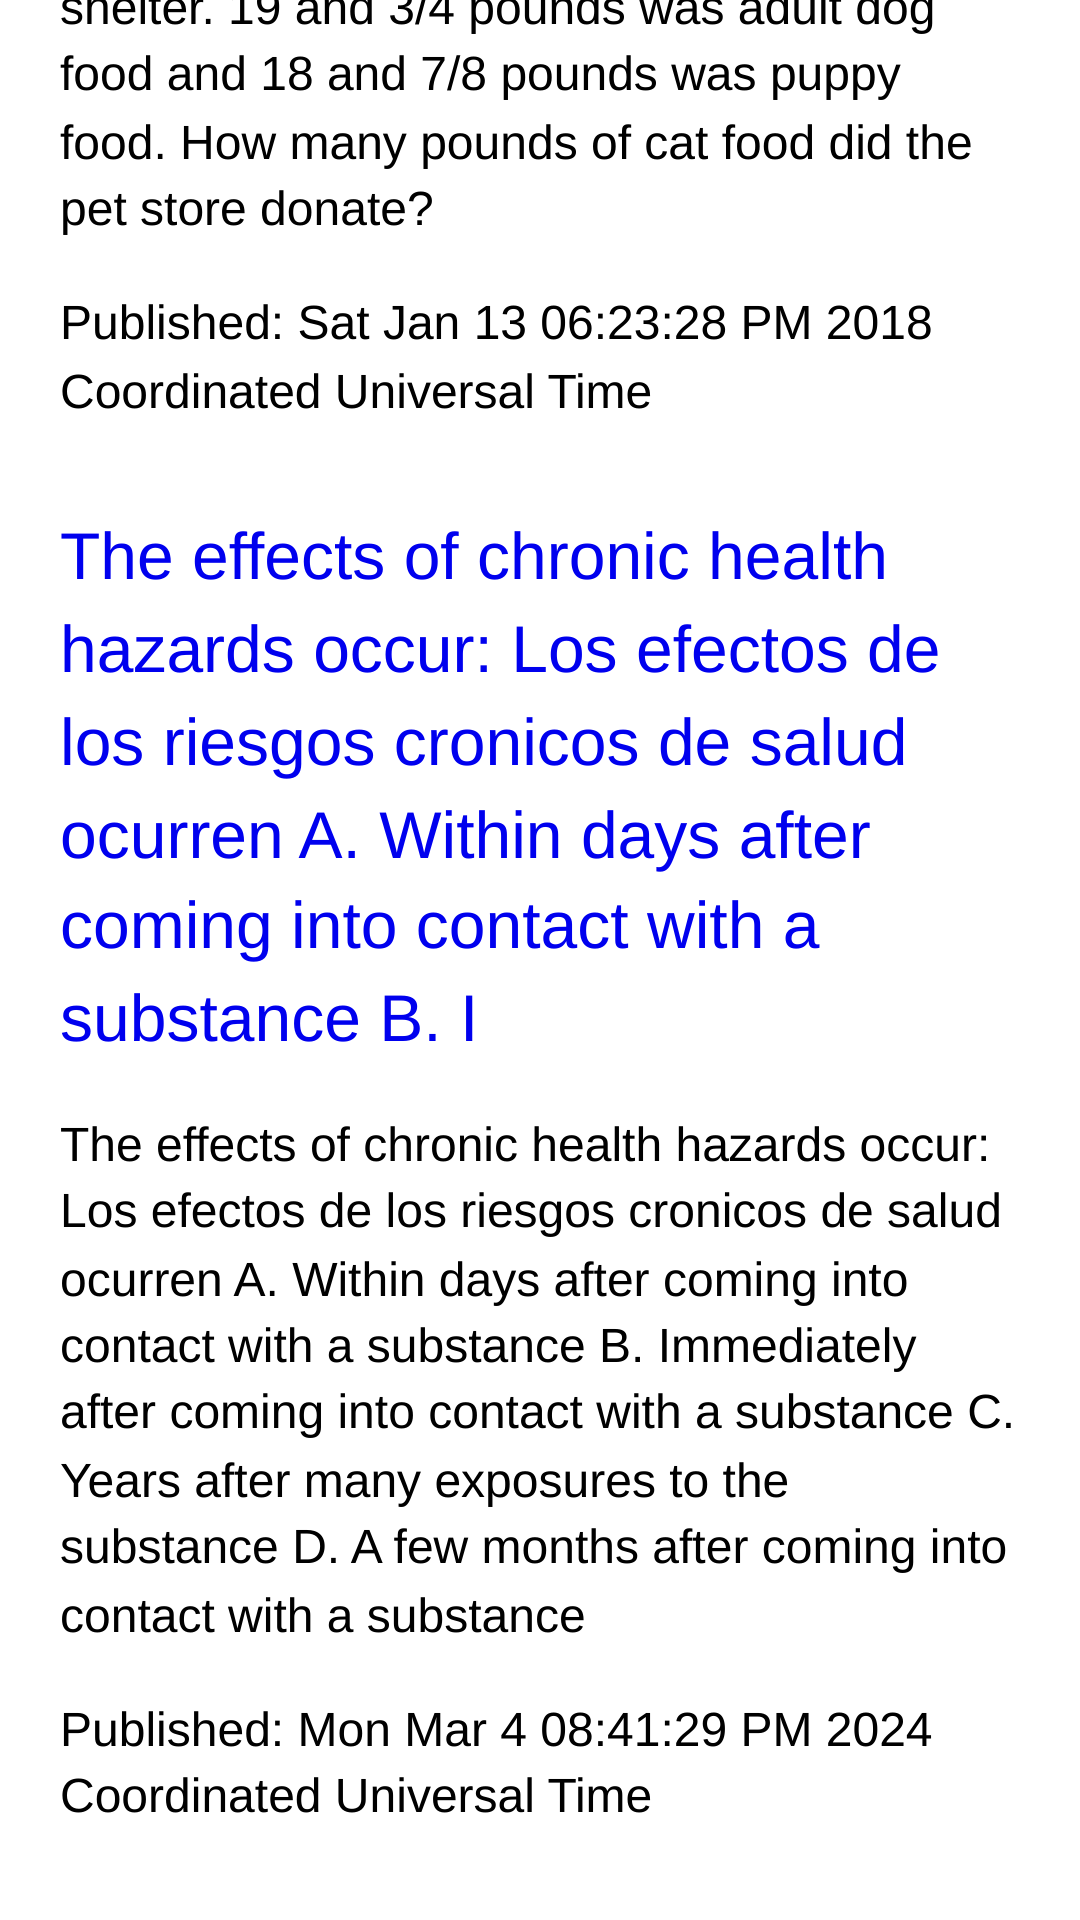 shelter. 19 and 3/4 pounds was adult dog
food and 18 and 7/8 pounds was puppy
food. How many pounds of cat food did the
pet store donate?
Published: Sat Jan 13 06:23:28 PM 2018
Coordinated Universal Time
The effects of chronic health
hazards occur: Los efectos de
los riesgos cronicos de salud
ocurren A. Within days after
coming into contact with a
substance B. I
The effects of chronic health hazards occur:
Los efectos de los riesgos cronicos de salud
ocurren A. Within days after coming into
contact with a substance B. Immediately
after coming into contact with a substance C.
Years after many exposures to the
substance D. A few months after coming into
contact with a substance
Published: Mon Mar 4 08:41:29 PM 2024
Coordinated Universal Time